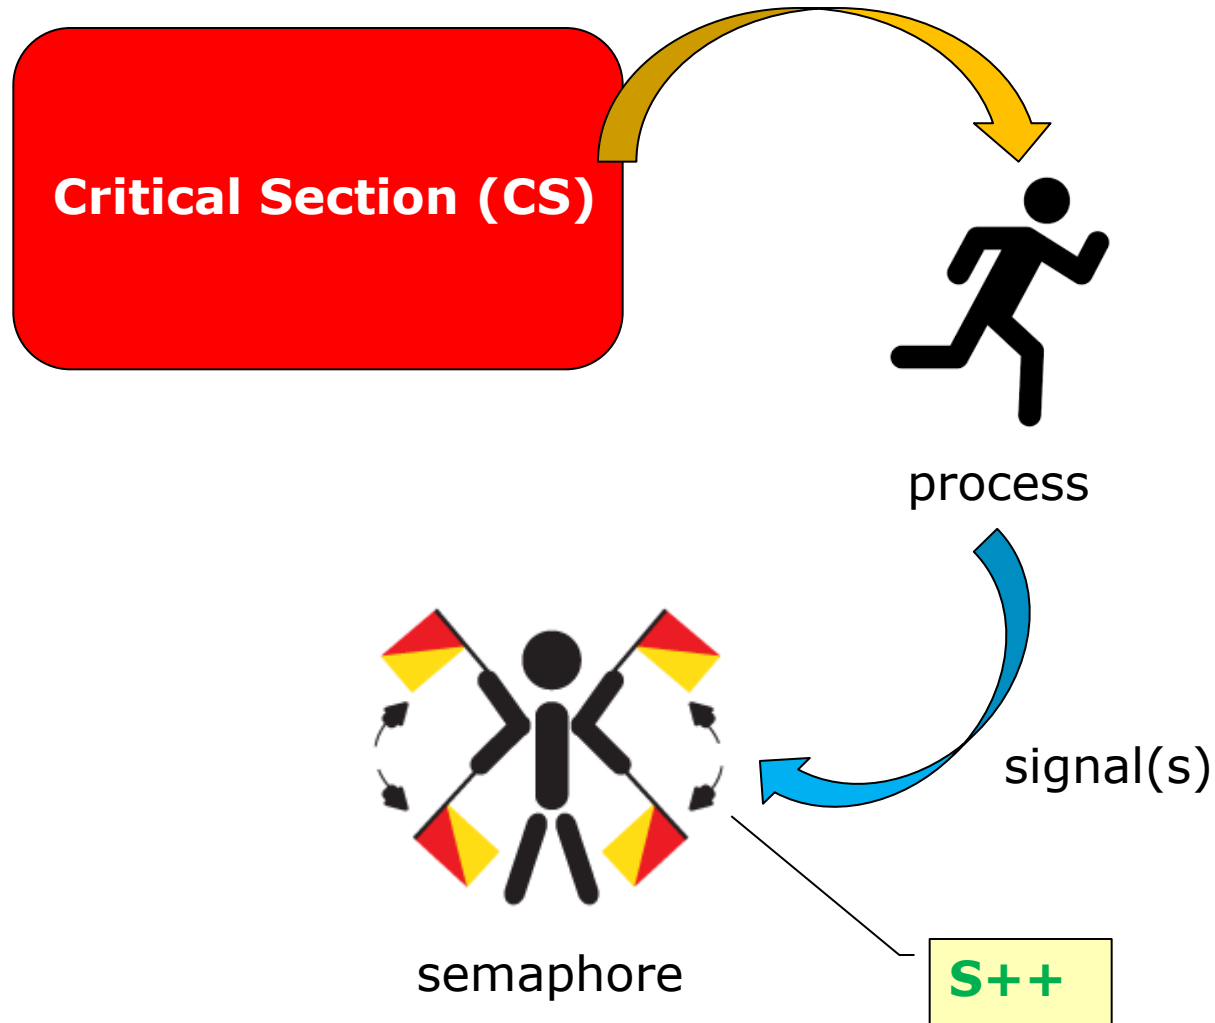 Critical Section (CS)
process
signal(s)
semaphore
S++